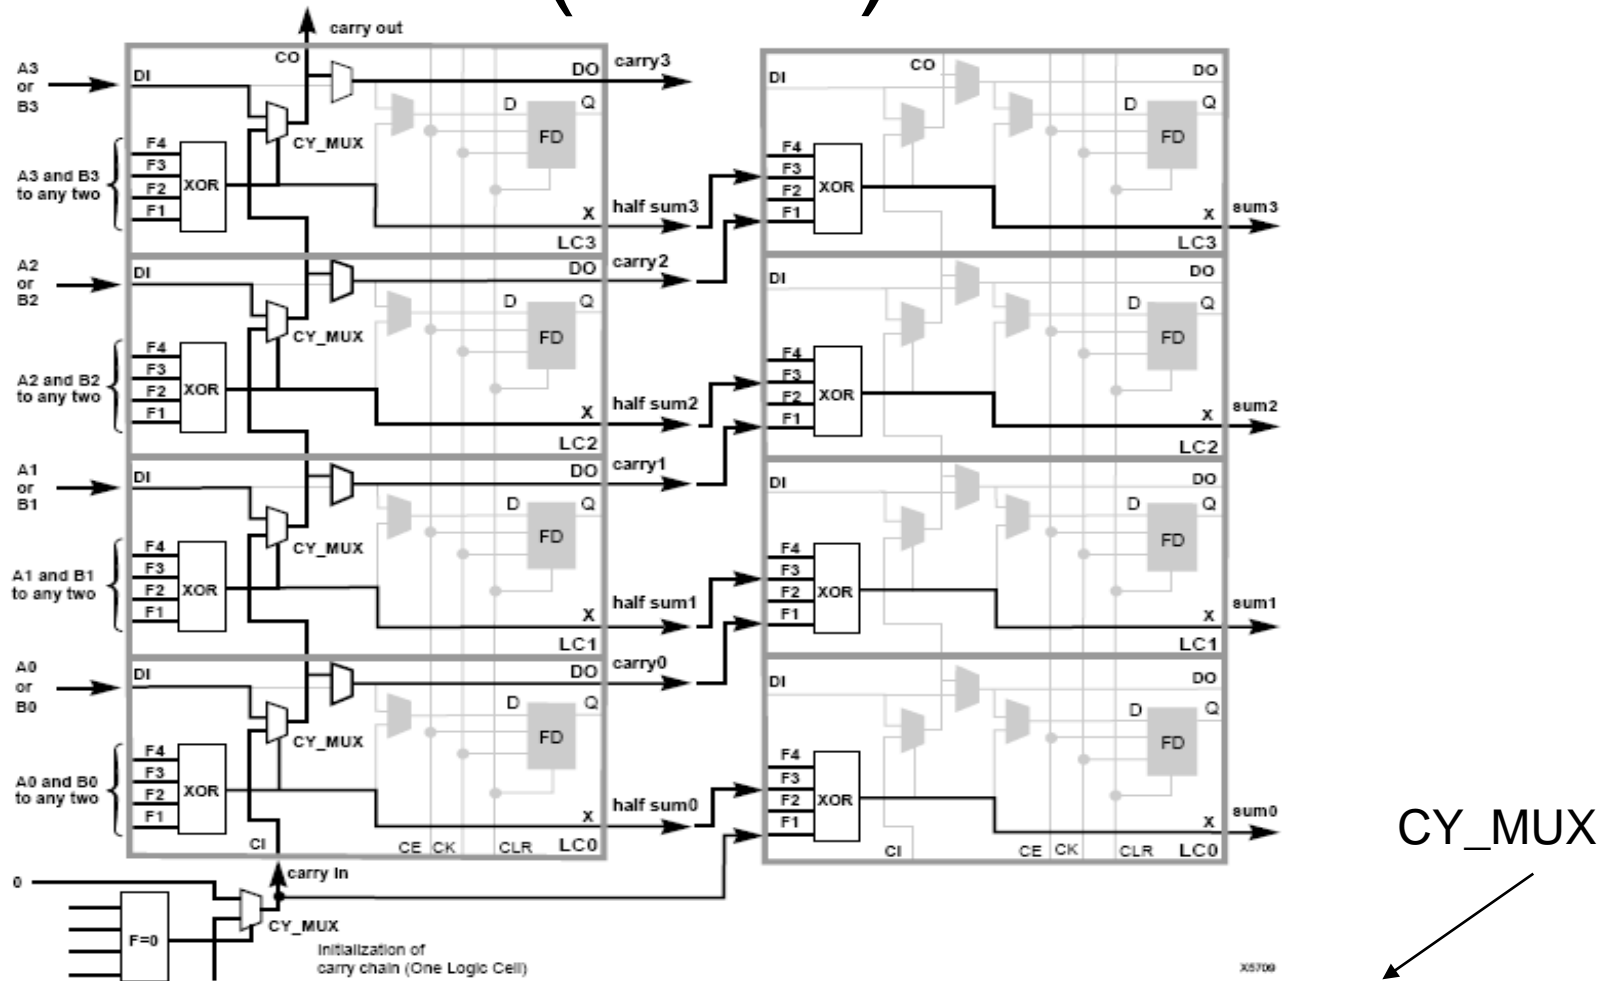 ( )
carry out
A3
or
B3
DI
CO
DO
carry3
D
Q
FD
CY_MUX
A3 and B3
to any two
F4
F3
F2
F1
XOR
X
half sum3
LC3
A2
or
B2
DI
DO
carry2
D
Q
FD
CY_MUX
A2 and B2
to any two
F4
F3
F2
F1
XOR
X
half sum2
LC2
A1
or
B1
DI
DO
carry1
D
Q
FD
CY_MUX
A1 and B1
to any two
F4
F3
F2
F1
XOR
X
half sum1
LC1
A0
or
B0
DI
DO
carry0
D
Q
FD
CY_MUX
A0 and B0
to any two
F4
F3
F2
F1
XOR
X
half sum0
CI
CE CK
CLR
LC0
carry in
0
F=0
CY_MUX
Initialization of
carry chain (One Logic Cell)
DI
CO
DO
D
Q
FD
F4
F3
F2
F1
XOR
X
sum3
LC3
DI
DO
D
Q
FD
F4
F3
F2
F1
XOR
X
sum2
LC2
DI
DO
D
Q
FD
F4
F3
F2
F1
XOR
X
sum1
LC1
DI
DO
D
Q
FD
F4
F3
F2
F1
XOR
X
sum0
CI
CE CK
CLR
LC0
X5709
CY_MUX